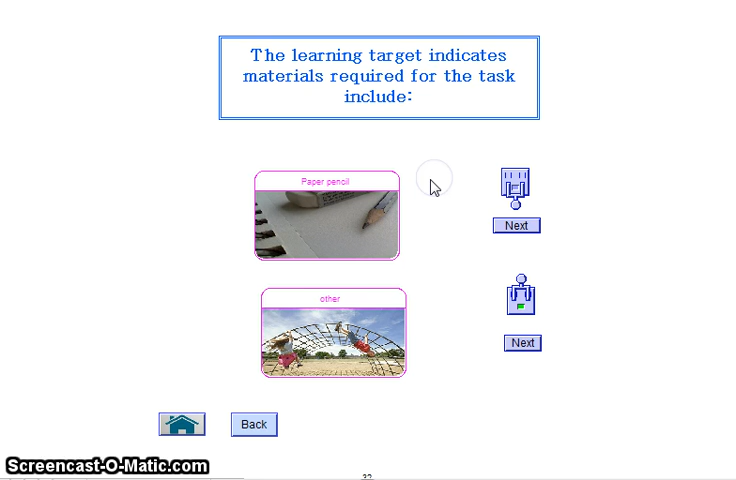 The learning target indicates
materials required for the task
include:
Paper pencil
Next
other
Next
Back
Screencast-O-Matic.com
32